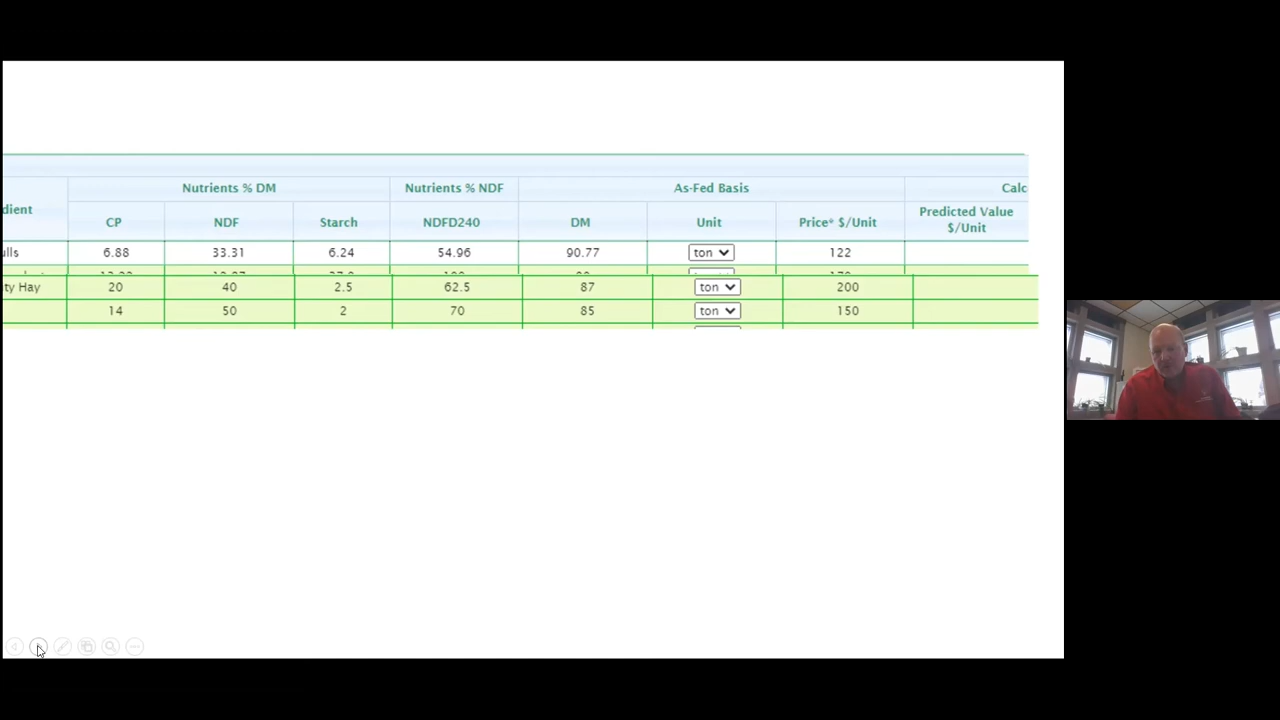 Nutrients % DM Nutrients % NDF As-Fed Basis Calc
dient CP NDF Starch NDFD240 DM Unit Price* $/Unit Predicted Value $/Unit
ulls 6.88 33.31 6.24 54.96 90.77 ton 122
ity Hay 20 40 2.5 62.5 87 ton 200
14 50 2 70 85 ton 150